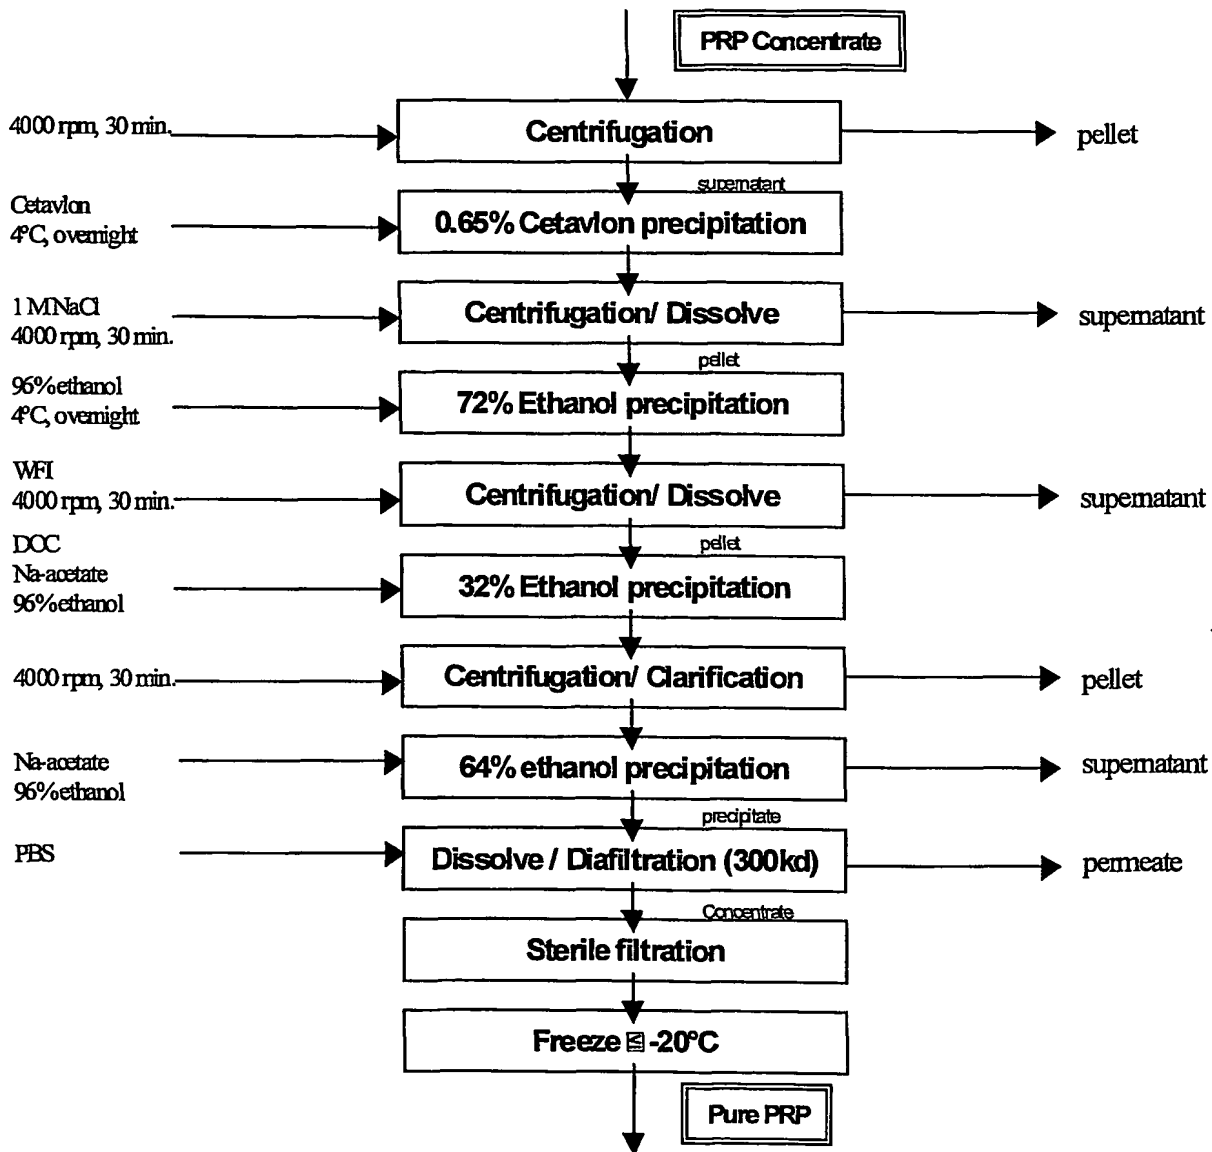 PRP Concentrate
4000 rpm, 30 min.
Centrifugation
pellet
supernatant
Cetavlon
4°C, overnight
0.65% Cetavlon precipitation
1 M NaCl
4000 rpm, 30 min.
Centrifugation/ Dissolve
supernatant
pellet
96% ethanol
4°C, overnight
72% Ethanol precipitation
WFI
4000 rpm, 30 min.
Centrifugation/ Dissolve
supernatant
pellet
DOC
Na-acetate
96% ethanol
32% Ethanol precipitation
4000 rpm, 30 min.
Centrifugation/ Clarification
pellet
Na-acetate
96% ethanol
64% ethanol precipitation
supernatant
precipitate
PBS
Dissolve / Diafiltration (300kd)
permeate
Concentrate
Sterile filtration
Freeze ≤ -20°C
Pure PRP